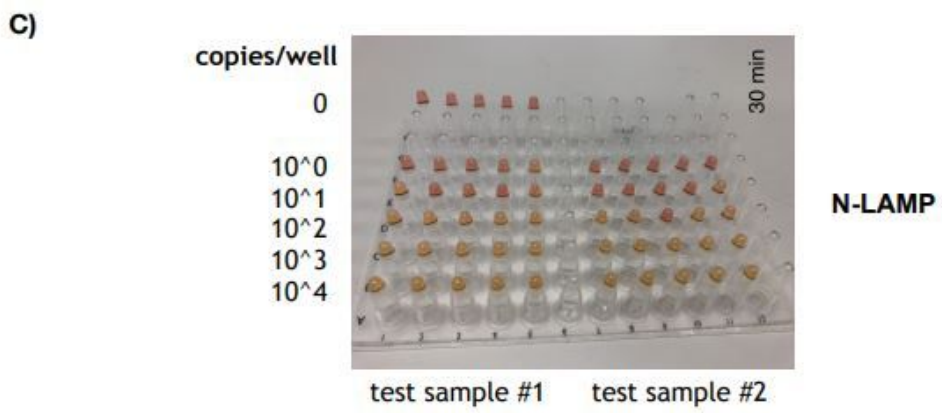 C)
copies/well
0
10^0
10^1
10^2
10^3
10^4
30 min
N-LAMP
test sample #1
test sample #2